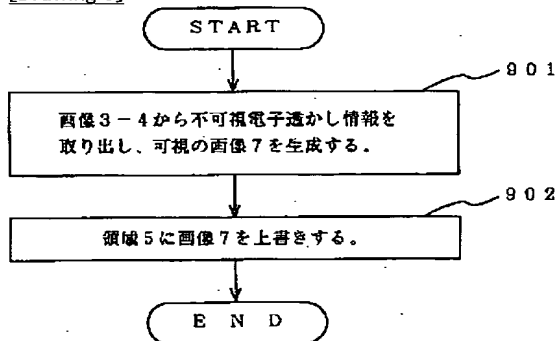 START
901
画像3－4から不可視電子透かし情報を
取り出し、可視の画像7を生成する。
902
領域5に画像7を上書きする。
END